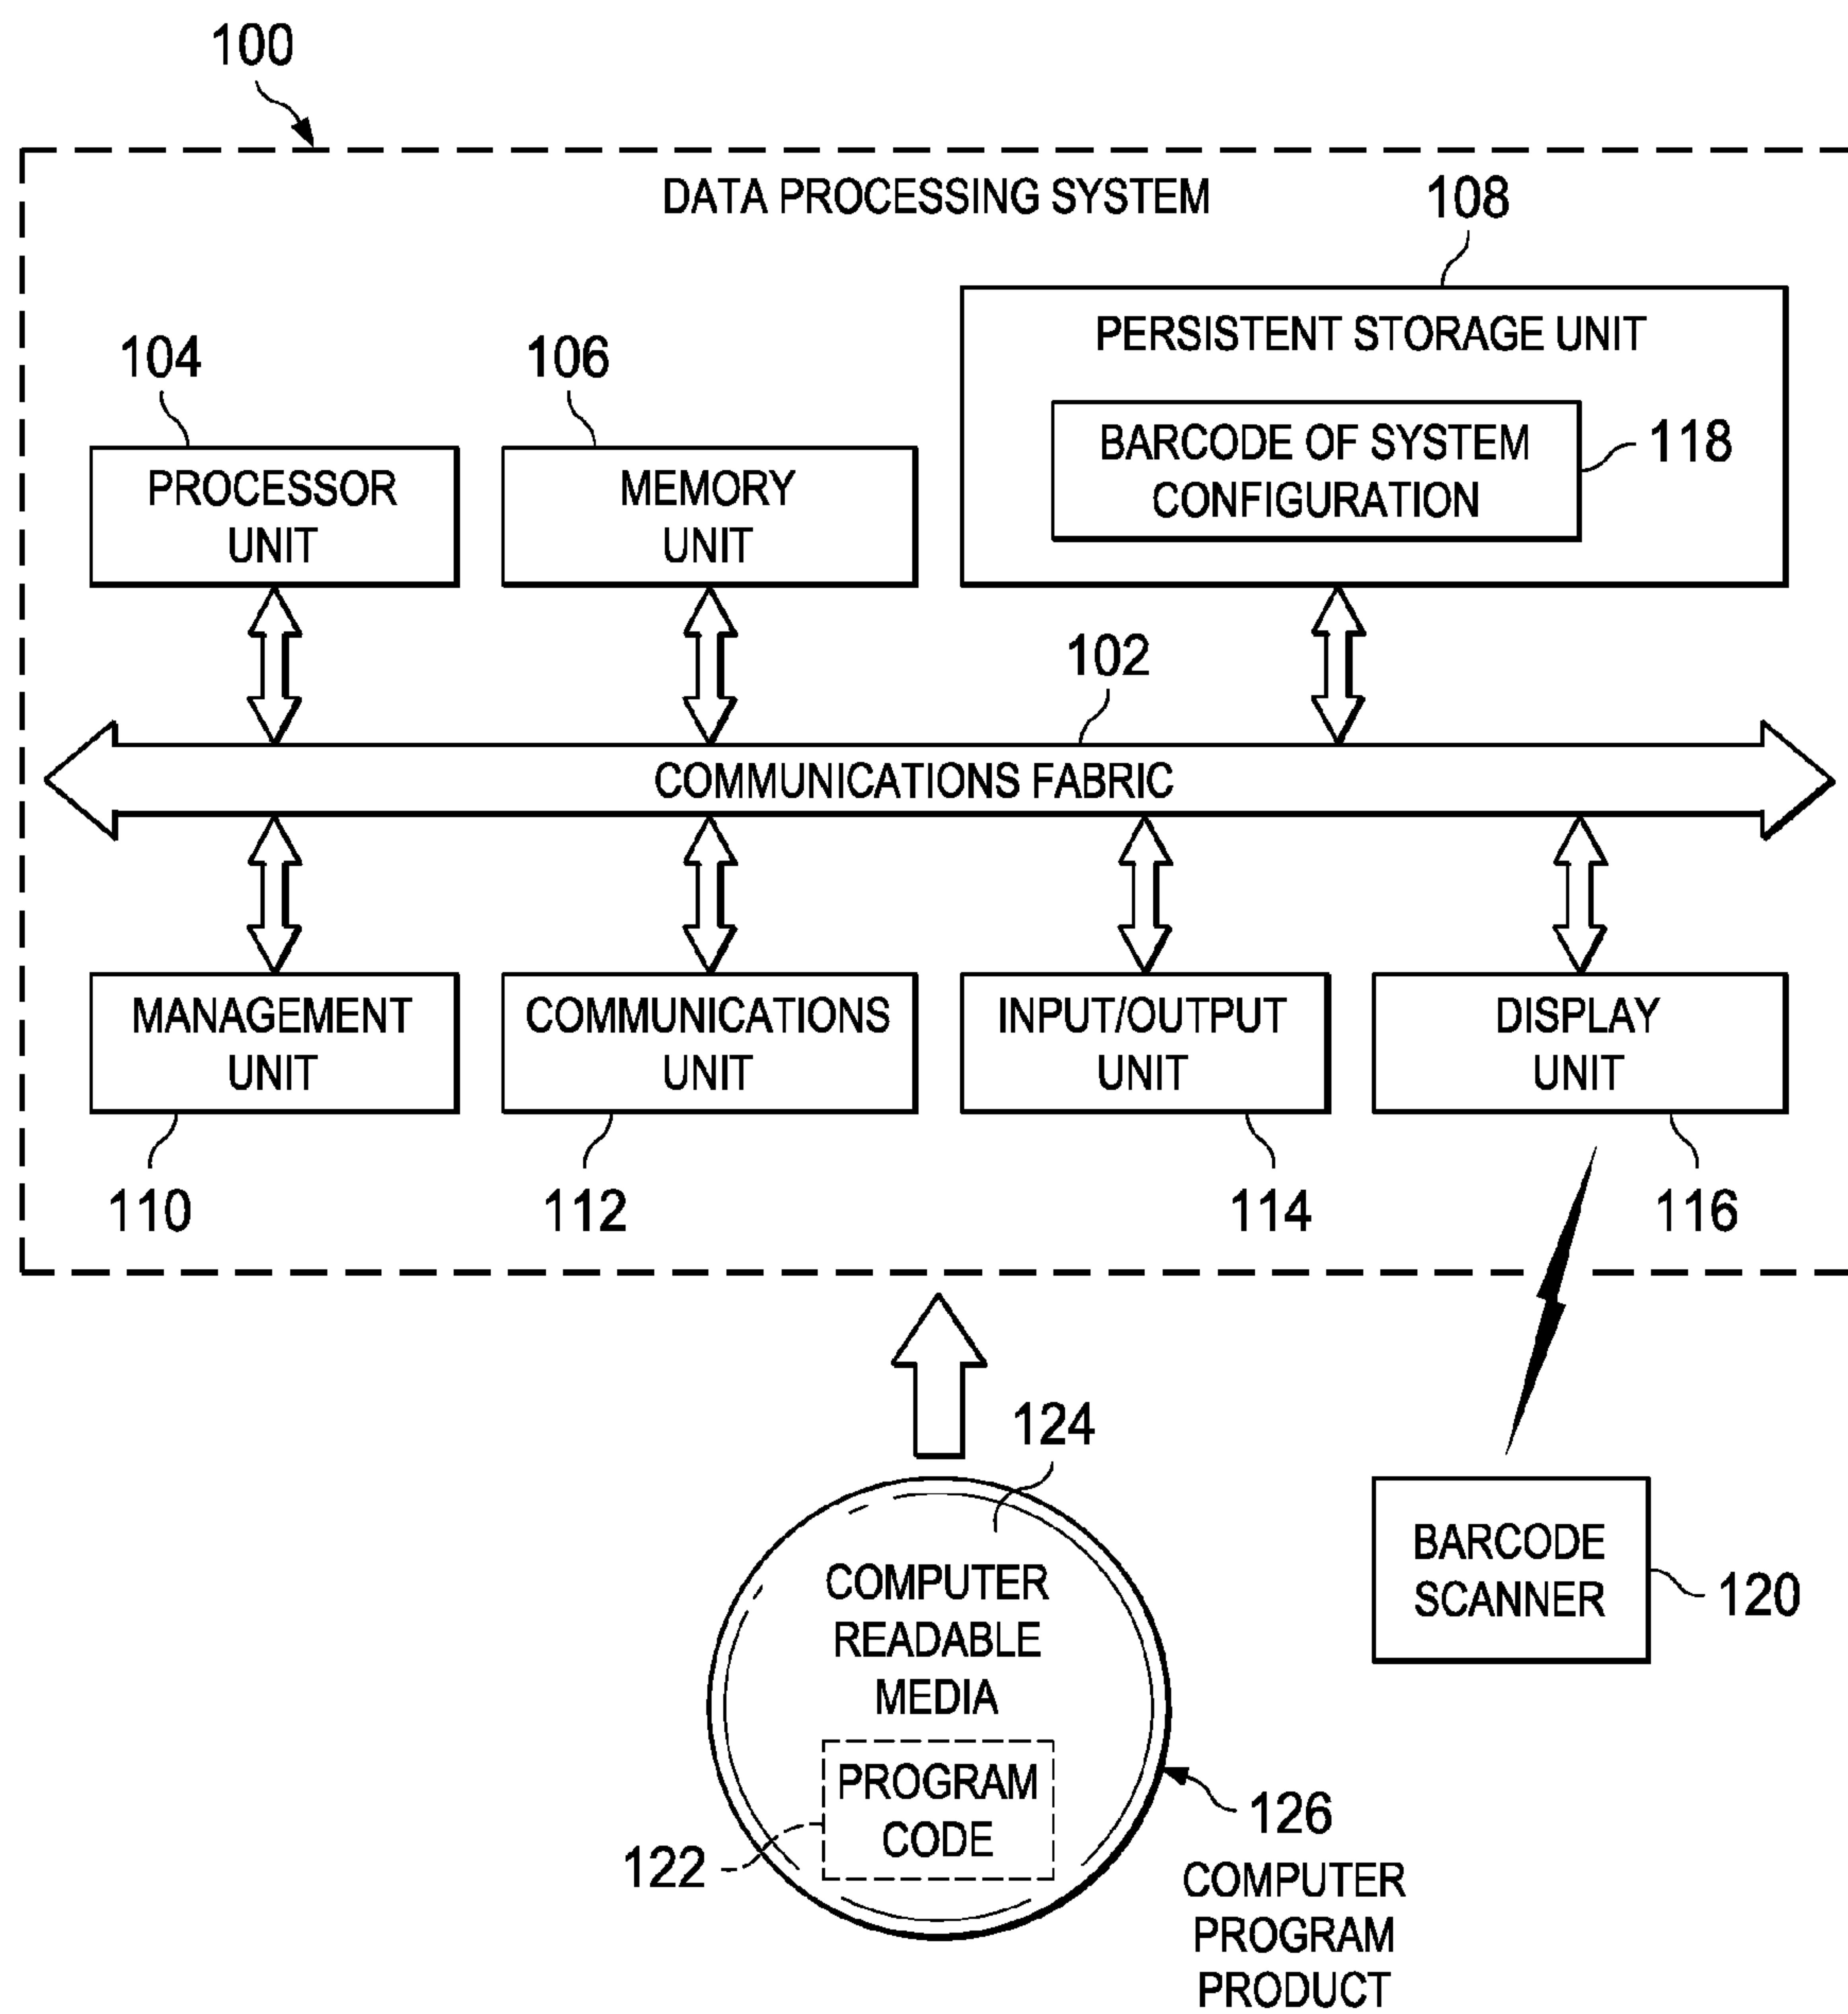 100
DATA PROCESSING SYSTEM
108
PERSISTENT STORAGE UNIT
104
106
BARCODE OF SYSTEM
CONFIGURATION
118
PROCESSOR
UNIT
MEMORY
UNIT
102
COMMUNICATIONS FABRIC
MANAGEMENT
UNIT
COMMUNICATIONS
UNIT
INPUT/OUTPUT
UNIT
DISPLAY
UNIT
110
112
114
116
124
COMPUTER
READABLE
MEDIA
BARCODE
SCANNER
120
PROGRAM
CODE
122
126
COMPUTER
PROGRAM
PRODUCT